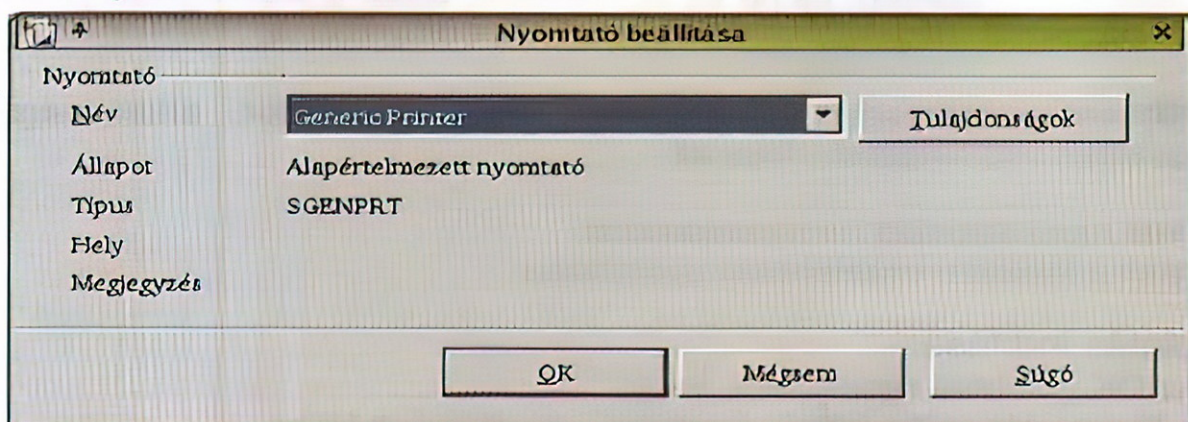 Nyomtató beállítása
Nyomtató
Név Generic Printer Tulajdonságok
Állapot Alapértelmezett nyomtató
Típus SGENPRT
Hely
Megjegyzés
OK Mégsem Súgó